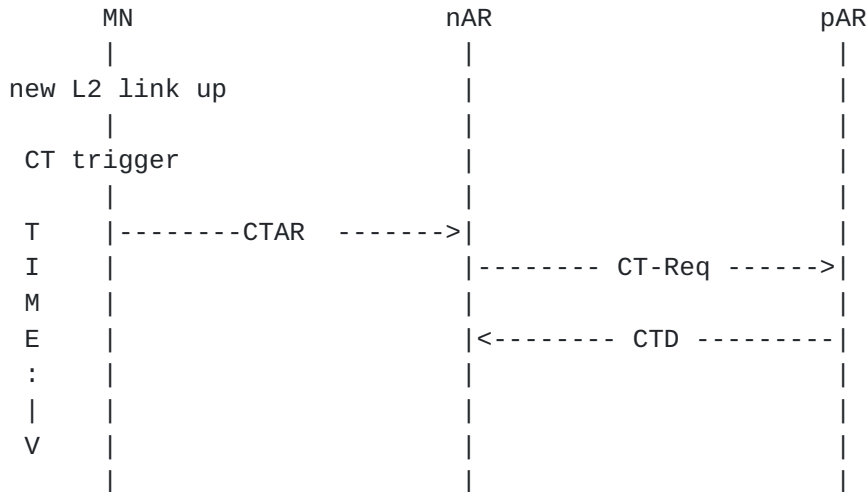 MN nAR pAR
| | |
new L2 link up | |
| | |
CT trigger | |
| | |
T |--------CTAR ------->| |
I | |-------- CT-Req ------>|
M | | |
E | |<-------- CTD ---------|
: | | |
| | | |
V | | |
| | |